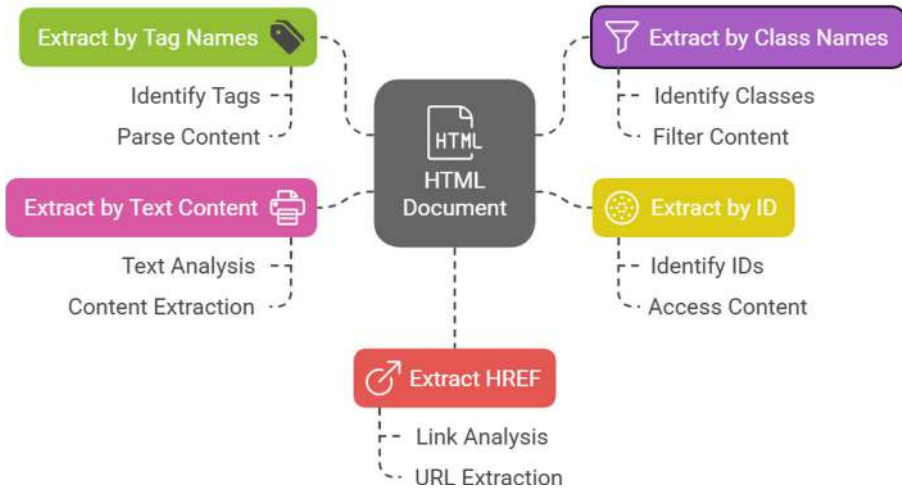 Extract by Tag Names
Identify Tags
Parse Content
Extract by Text Content
Text Analysis
Content Extraction
HTML
HTML
Document
Extract by Class Names
Identify Classes
Filter Content
Extract by ID
Identify IDs
Access Content
Extract HREF
Link Analysis
URL Extraction